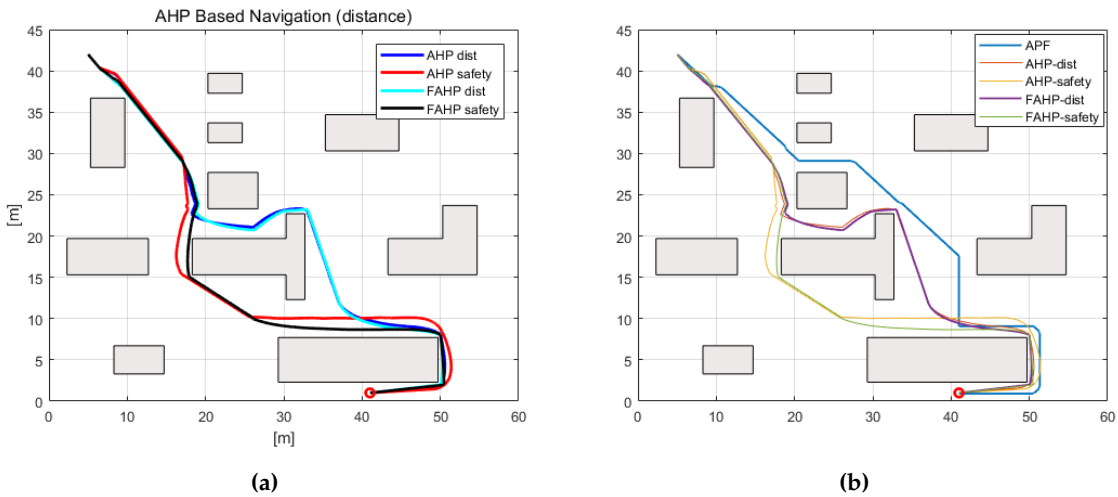 AHP Based Navigation (distance)
AHP dist
AHP safety
FAHP dist
FAHP safety
[m]
45
40
35
30
25
20
15
10
5
0
0 10 20 30 40 50 60
[m]
(a)
APF
AHP-dist
AHP-safety
FAHP-dist
FAHP-safety
45
40
35
30
25
20
15
10
5
0
0 10 20 30 40 50 60
(b)